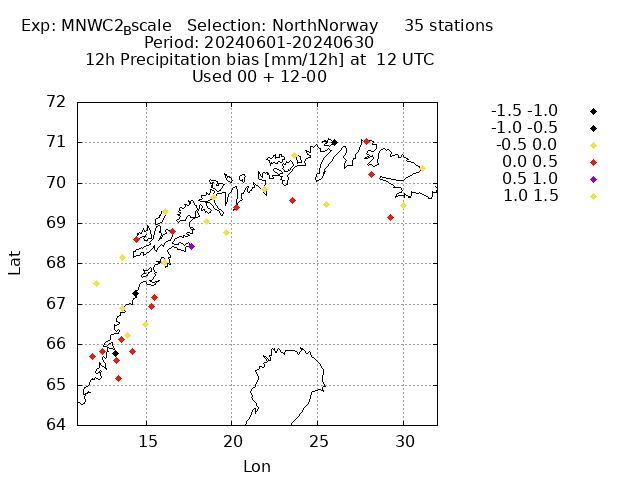 Exp: MNWC2Bscale   Selection: NorthNorway     35 stations
Period: 20240601-20240630
12h Precipitation bias [mm/12h] at  12 UTC
Used 00 + 12-00
-1.5 -1.0
-1.0 -0.5
-0.5 0.0
0.0 0.5
0.5 1.0
1.0 1.5
72
71
70
69
68
67
66
65
64
Lat
15 20 25 30
Lon